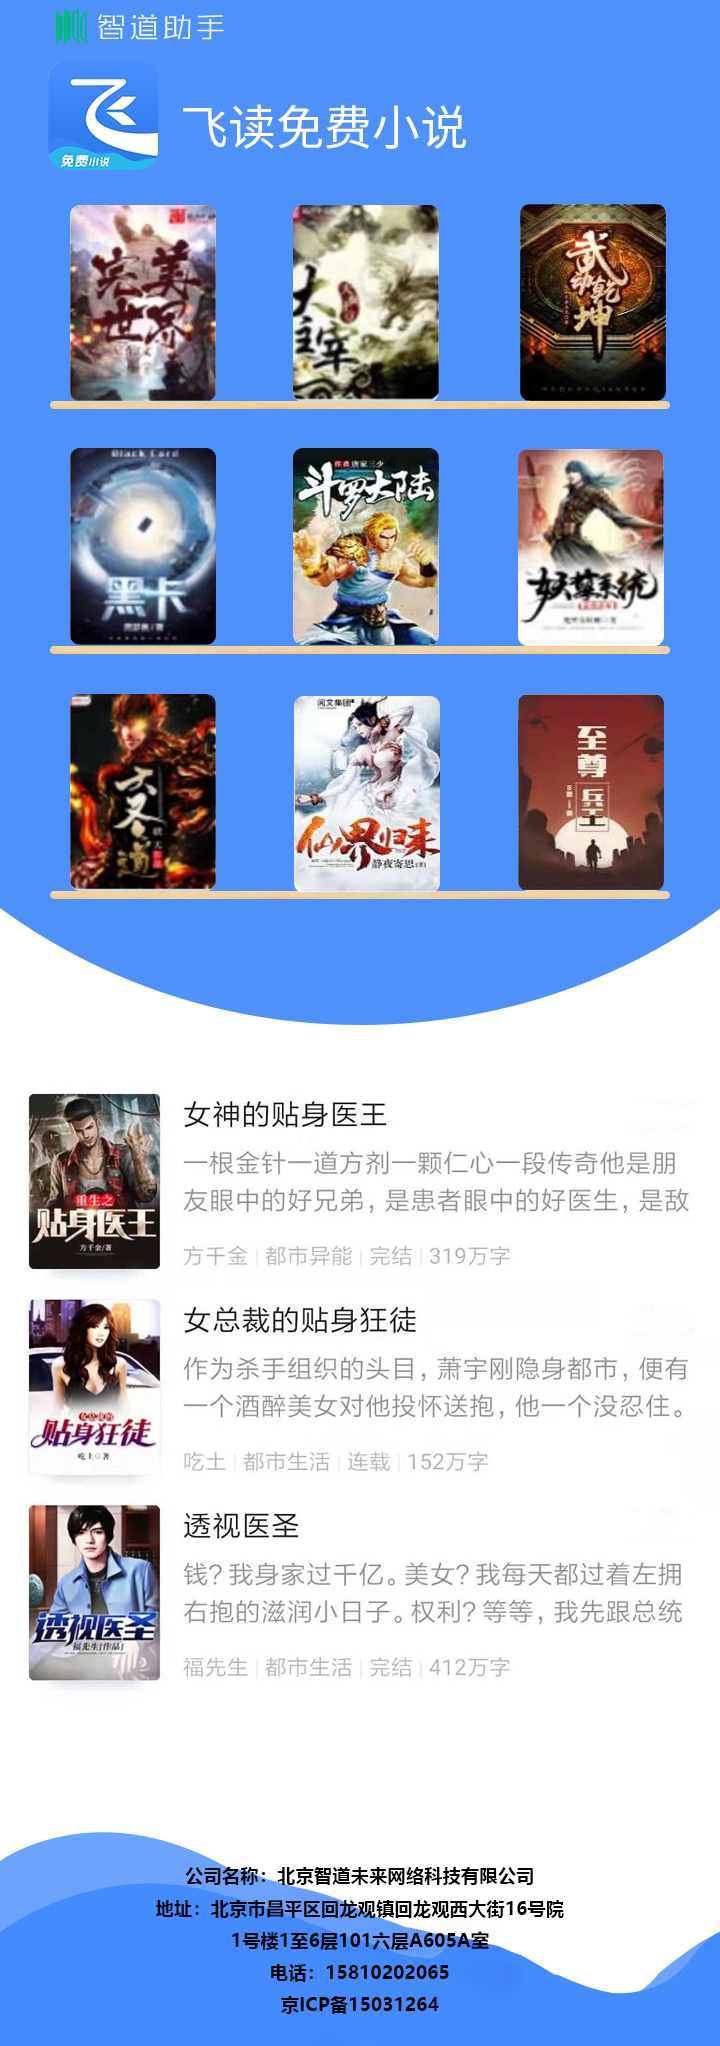 智道助手
免费小说
飞读免费小说
完美
世界
大
主宰
武
动
乾
坤
Black Card
黑卡
作者 唐家三少
斗罗大陆
妖孽系统
六
尽
道
阅文集团
仙界归来
静夜寄思
至
尊
兵
王
重生之
贴身医王
方千金/著
女神的贴身医王
一根金针一道方剂一颗仁心一段传奇他是朋
友眼中的好兄弟，是患者眼中的好医生，是敌
方千金 | 都市异能 | 完结 | 319万字
女总裁的
贴身狂徒
吃土◎著
女总裁的贴身狂徒
作为杀手组织的头目，萧宇刚隐身都市，便有
一个酒醉美女对他投怀送抱，他一个没忍住。
吃土 | 都市生活 | 连载 | 152万字
透视医圣
福先生[作品]
透视医圣
钱？我身家过千亿。美女？我每天都过着左拥
右抱的滋润小日子。权利？等等，我先跟总统
福先生 | 都市生活 | 完结 | 412万字
公司名称：北京智道未来网络科技有限公司
地址：北京市昌平区回龙观镇回龙观西大街16号院
1号楼1至6层101六层A605A室
电话：15810202065
京ICP备15031264